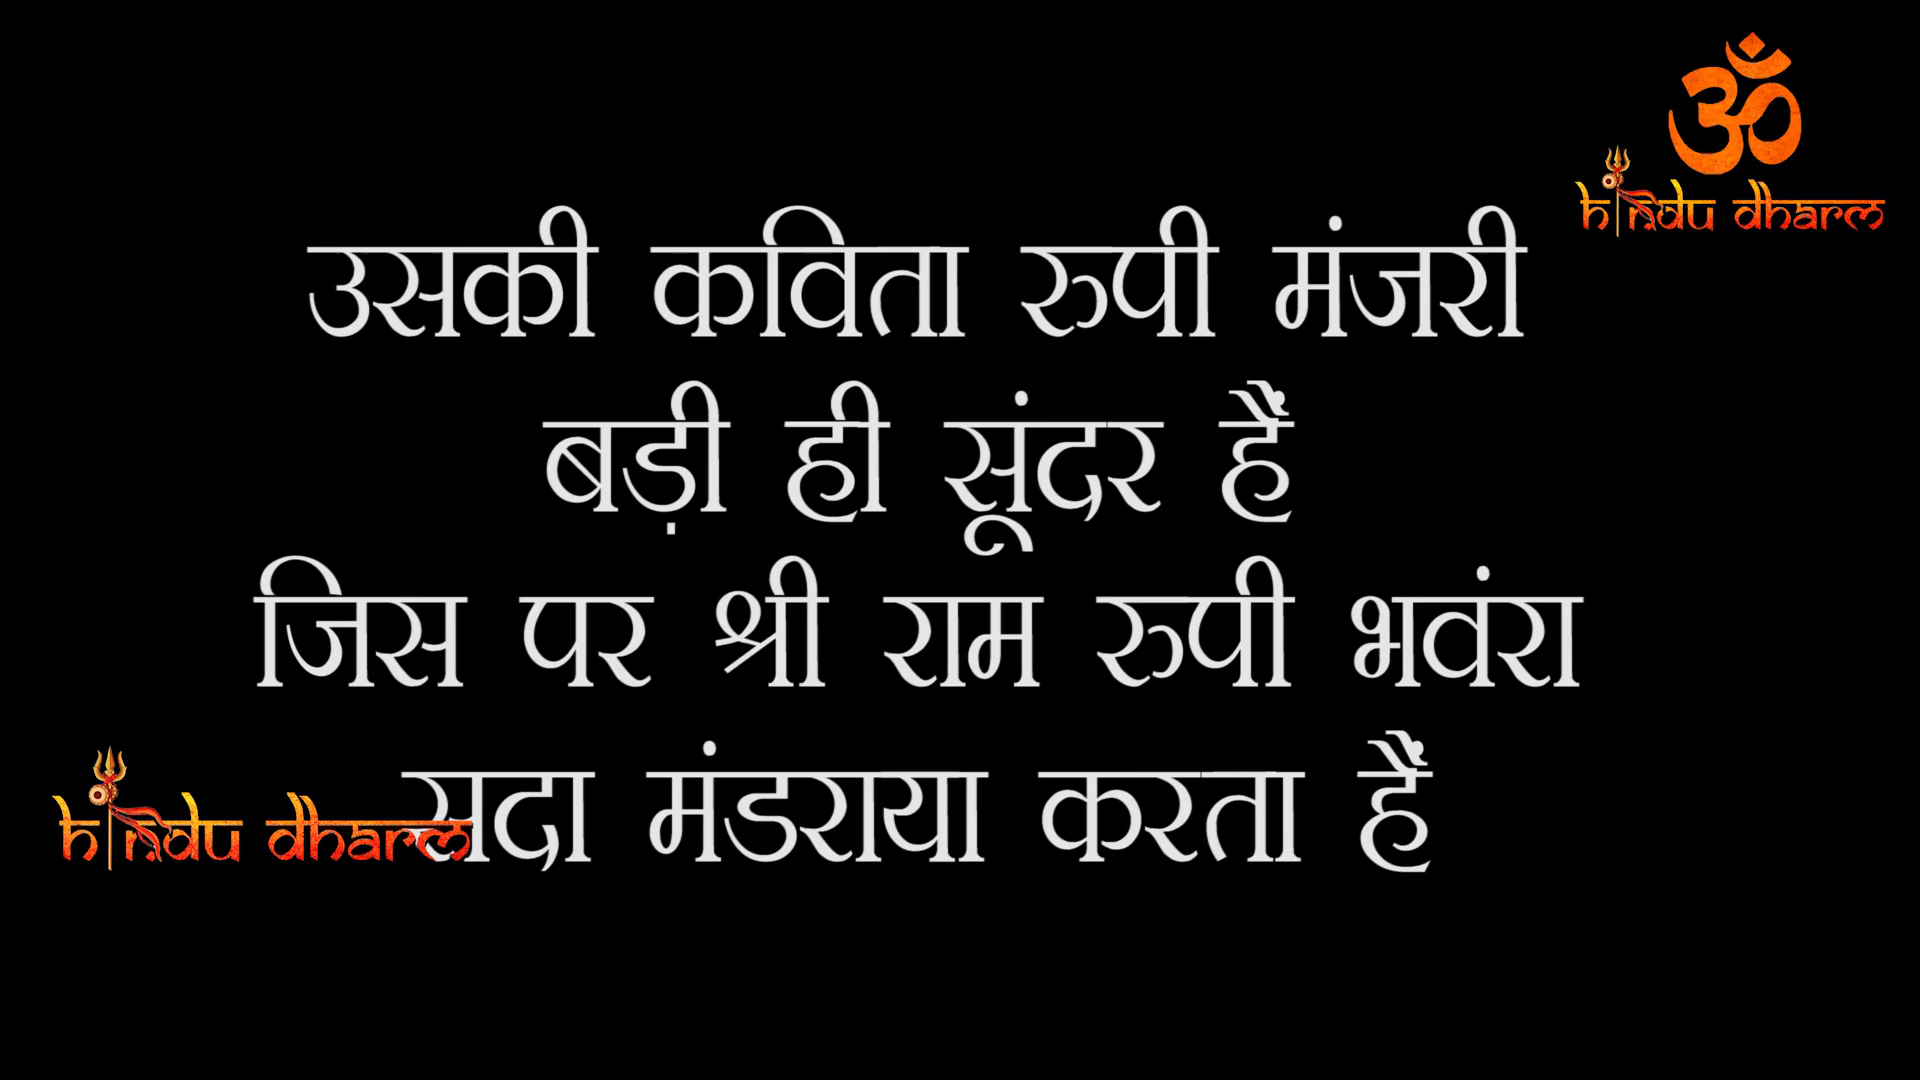 ॐ
hindu dharm
उसकी कविता रुपी मंजरी
बड़ी ही सूंदर हैं
जिस पर श्री राम रुपी भवंरा
सदा मंडराया करता हैं
hindu dharm